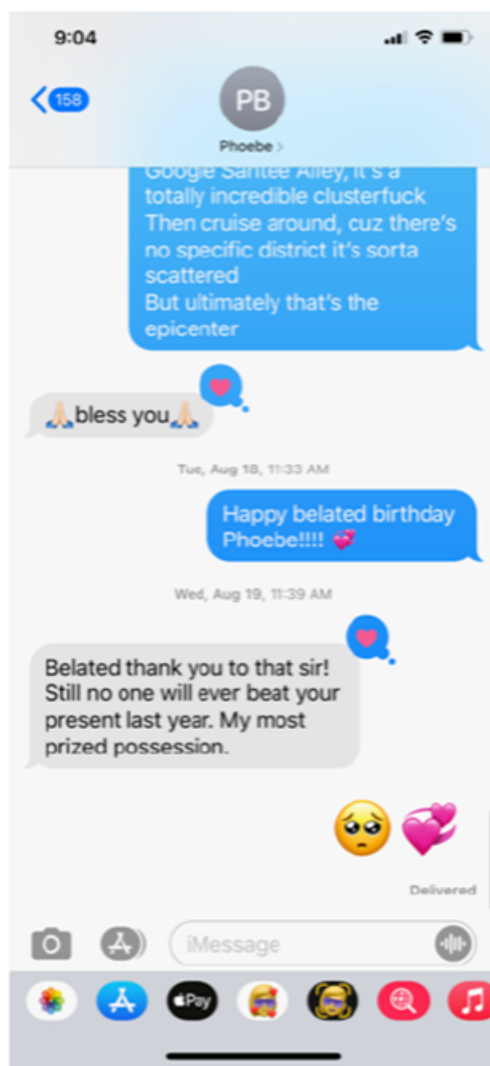 9:04
158
PB
Phoebe >
Google Santee Alley, it's a
totally incredible clusterfuck
Then cruise around, cuz there's
no specific district it's sorta
scattered
But ultimately that's the
epicenter
🙏🏻bless you🙏🏻
Tue, Aug 18, 11:33 AM
Happy belated birthday
Phoebe!!!! 💞
Wed, Aug 19, 11:39 AM
Belated thank you to that sir!
Still no one will ever beat your
present last year. My most
prized possession.
🥺 💞
Delivered
iMessage
Pay